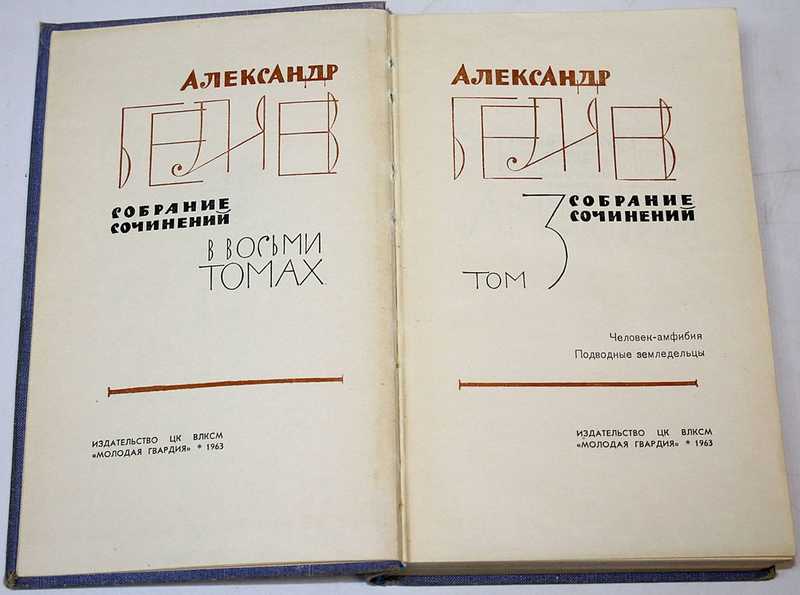 АЛЕКСАНДР
БЕЛЯЕВ
СОБРАНИЕ
СОЧИНЕНИЙ
В ВОСЬМИ
ТОМАХ
ИЗДАТЕЛЬСТВО ЦК ВЛКСМ
«МОЛОДАЯ ГВАРДИЯ» * 1963
АЛЕКСАНДР
БЕЛЯЕВ
СОБРАНИЕ
СОЧИНЕНИЙ
ТОМ 3
Человек-амфибия
Подводные земледельцы
ИЗДАТЕЛЬСТВО ЦК ВЛКСМ
«МОЛОДАЯ ГВАРДИЯ» * 1963